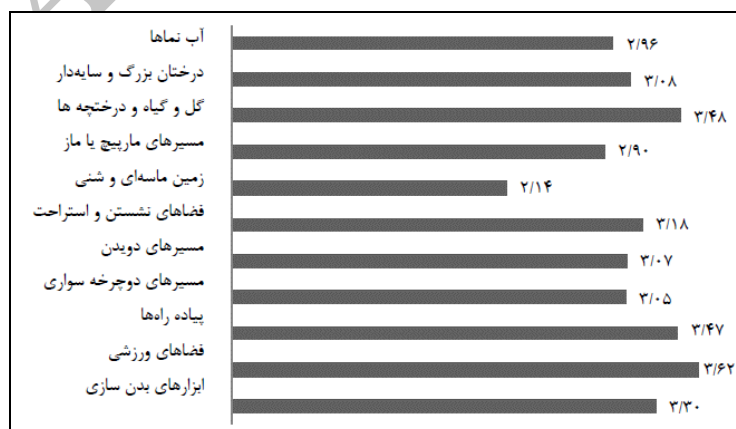 آب نماها ۲/۹۶
درختان بزرگ و سایه‌دار ۳/۰۸
گل و گیاه و درختچه ها ۳/۴۸
مسیرهای مارپیچ یا ماز ۲/۹۰
زمین ماسه‌ای و شنی ۲/۱۴
فضاهای نشستن و استراحت ۳/۱۸
مسیرهای دویدن ۳/۰۷
مسیرهای دوچرخه سواری ۳/۰۵
پیاده راه‌ها ۳/۴۷
فضاهای ورزشی ۳/۶۲
ابزارهای بدن سازی ۳/۳۰